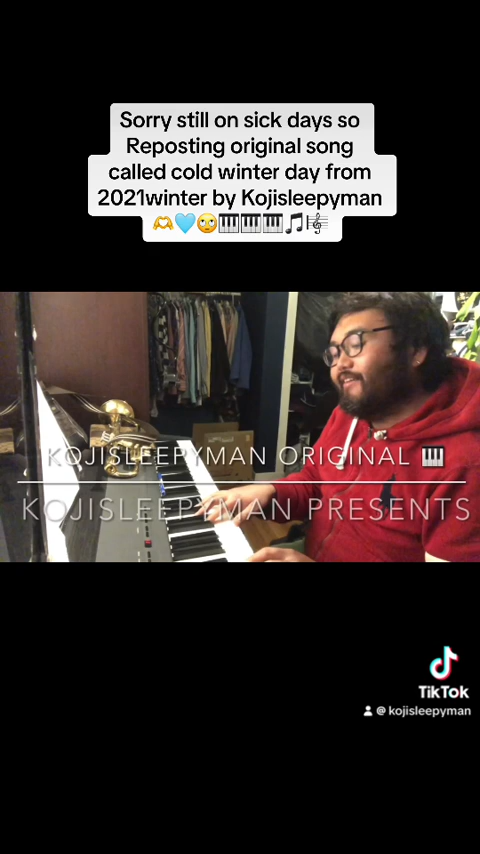 Sorry still on sick days so
Reposting original song
called cold winter day from
2021winter by Kojisleepyman
🫶🩵🙄🎹🎹🎹🎵🎼
KOJISLEEPYMAN ORIGINAL 🎹
KOJISLEEPYMAN PRESENTS
TikTok
@ kojisleepyman